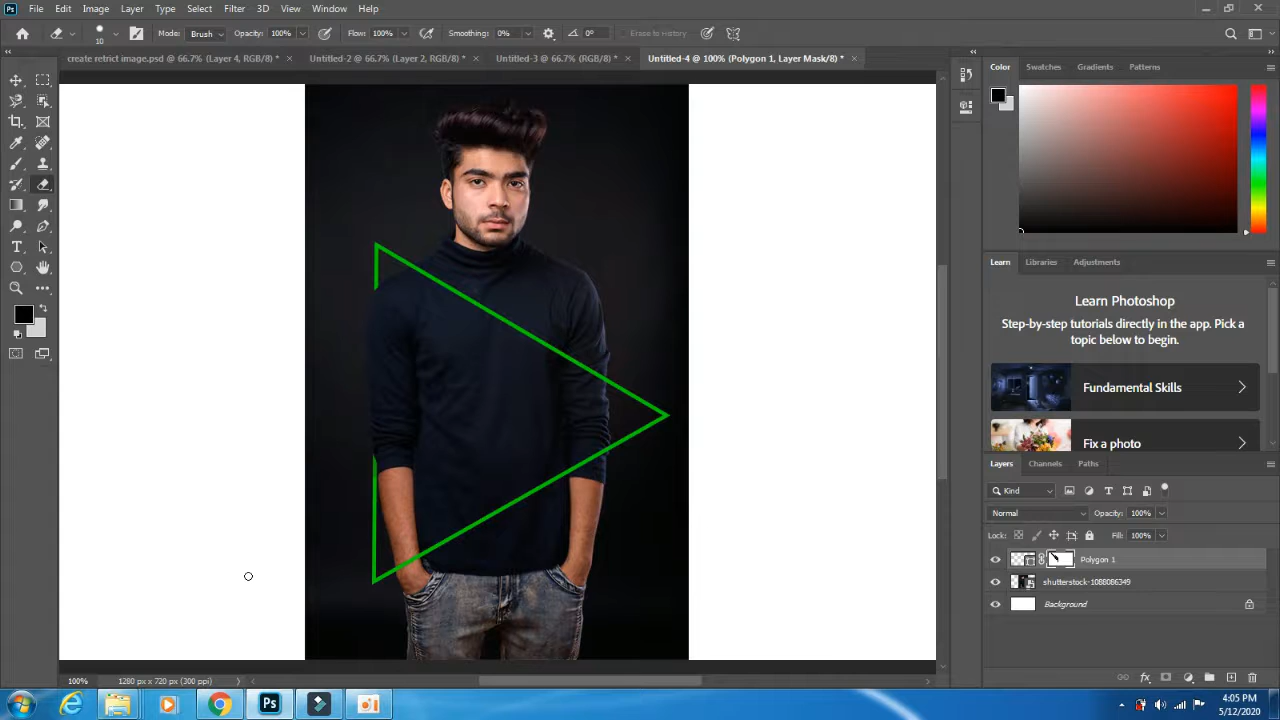 Ps File Edit Image Layer Type Select Filter 3D View Window Help
10 Mode: Brush Opacity: 100% Flow: 100% Smoothing: 0% 0° Erase to History
create retrict image.psd @ 66.7% (Layer 4, RGB/8) * × Untitled-2 @ 66.7% (Layer 2, RGB/8) * × Untitled-3 @ 66.7% (RGB/8) * × Untitled-4 @ 100% (Polygon 1, Layer Mask/8) * ×
Color Swatches Gradients Patterns
Learn Libraries Adjustments
Learn Photoshop
Step-by-step tutorials directly in the app. Pick a
topic below to begin.
Fundamental Skills
Fix a photo
Layers Channels Paths
Kind
Normal Opacity: 100%
Lock: Fill: 100%
Polygon 1
shutterstock-1088086349
Background
100% 1280 px x 720 px (300 ppi)
Ps
4:05 PM
5/12/2020